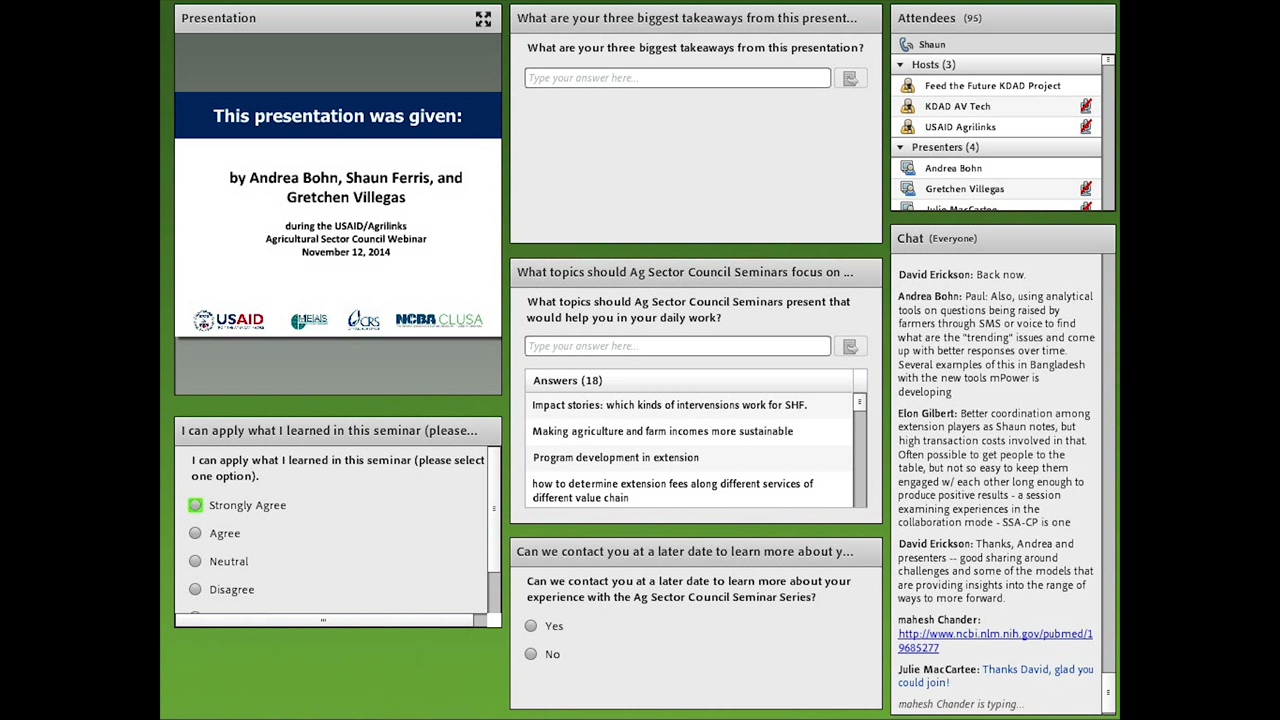 Presentation
This presentation was given:
by Andrea Bohn, Shaun Ferris, and
Gretchen Villegas
during the USAID/Agrilinks
Agricultural Sector Council Webinar
November 12, 2014
USAID
MEAS
CRS
NCBA CLUSA
I can apply what I learned in this seminar (please...
I can apply what I learned in this seminar (please select
one option).
Strongly Agree
Agree
Neutral
Disagree
What are your three biggest takeaways from this present...
What are your three biggest takeaways from this presentation?
Type your answer here...
What topics should Ag Sector Council Seminars focus on ...
What topics should Ag Sector Council Seminars present that
would help you in your daily work?
Type your answer here...
Answers (18)
Impact stories: which kinds of intervensions work for SHF.
Making agriculture and farm incomes more sustainable
Program development in extension
how to determine extension fees along different services of
different value chain
Can we contact you at a later date to learn more about y...
Can we contact you at a later date to learn more about your
experience with the Ag Sector Council Seminar Series?
Yes
No
Attendees (95)
Shaun
Hosts (3)
Feed the Future KDAD Project
KDAD AV Tech
USAID Agrilinks
Presenters (4)
Andrea Bohn
Gretchen Villegas
Julie MacCartee
Chat (Everyone)
David Erickson: Back now.
Andrea Bohn: Paul: Also, using analytical
tools on questions being raised by
farmers through SMS or voice to find
what are the "trending" issues and come
up with better responses over time.
Several examples of this in Bangladesh
with the new tools mPower is
developing
Elon Gilbert: Better coordination among
extension players as Shaun notes, but
high transaction costs involved in that.
Often possible to get people to the
table, but not so easy to keep them
engaged w/ each other long enough to
produce positive results - a session
examining experiences in the
collaboration mode - SSA-CP is one
David Erickson: Thanks, Andrea and
presenters -- good sharing around
challenges and some of the models that
are providing insights into the range of
ways to more forward.
mahesh Chander:
http://www.ncbi.nlm.nih.gov/pubmed/1
9685277
Julie MacCartee: Thanks David, glad you
could join!
mahesh Chander is typing...